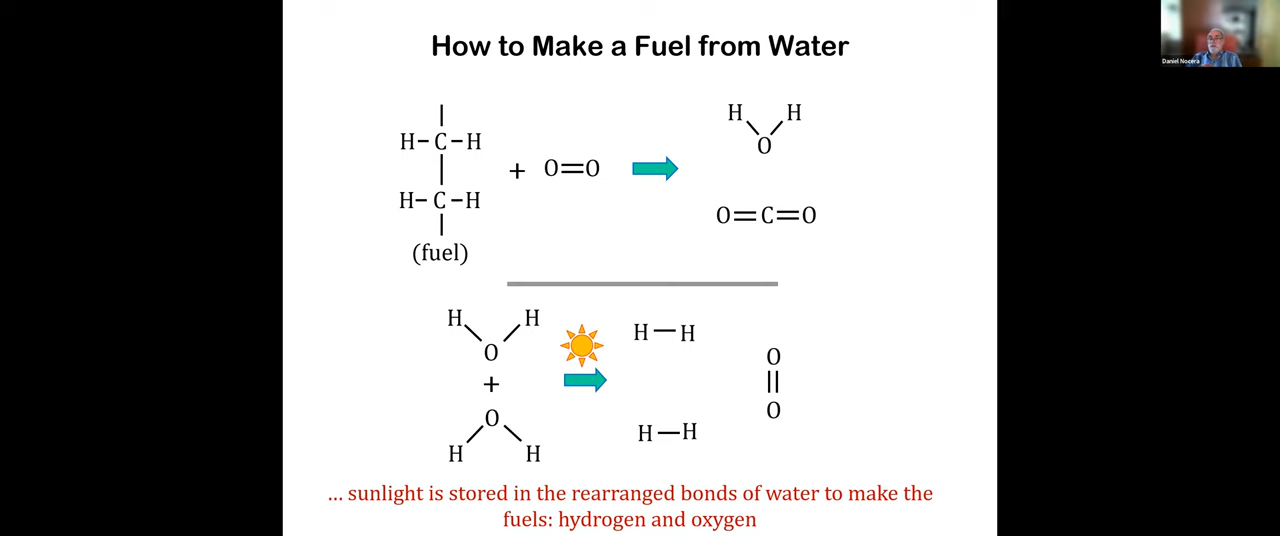 How to Make a Fuel from Water
Daniel Nocera
H H
O
H-C-H
+ O=O
H-C-H
O=C=O
(fuel)
H H
O
H-H
O
||
O
+
O
H H
H-H
... sunlight is stored in the rearranged bonds of water to make the
fuels: hydrogen and oxygen